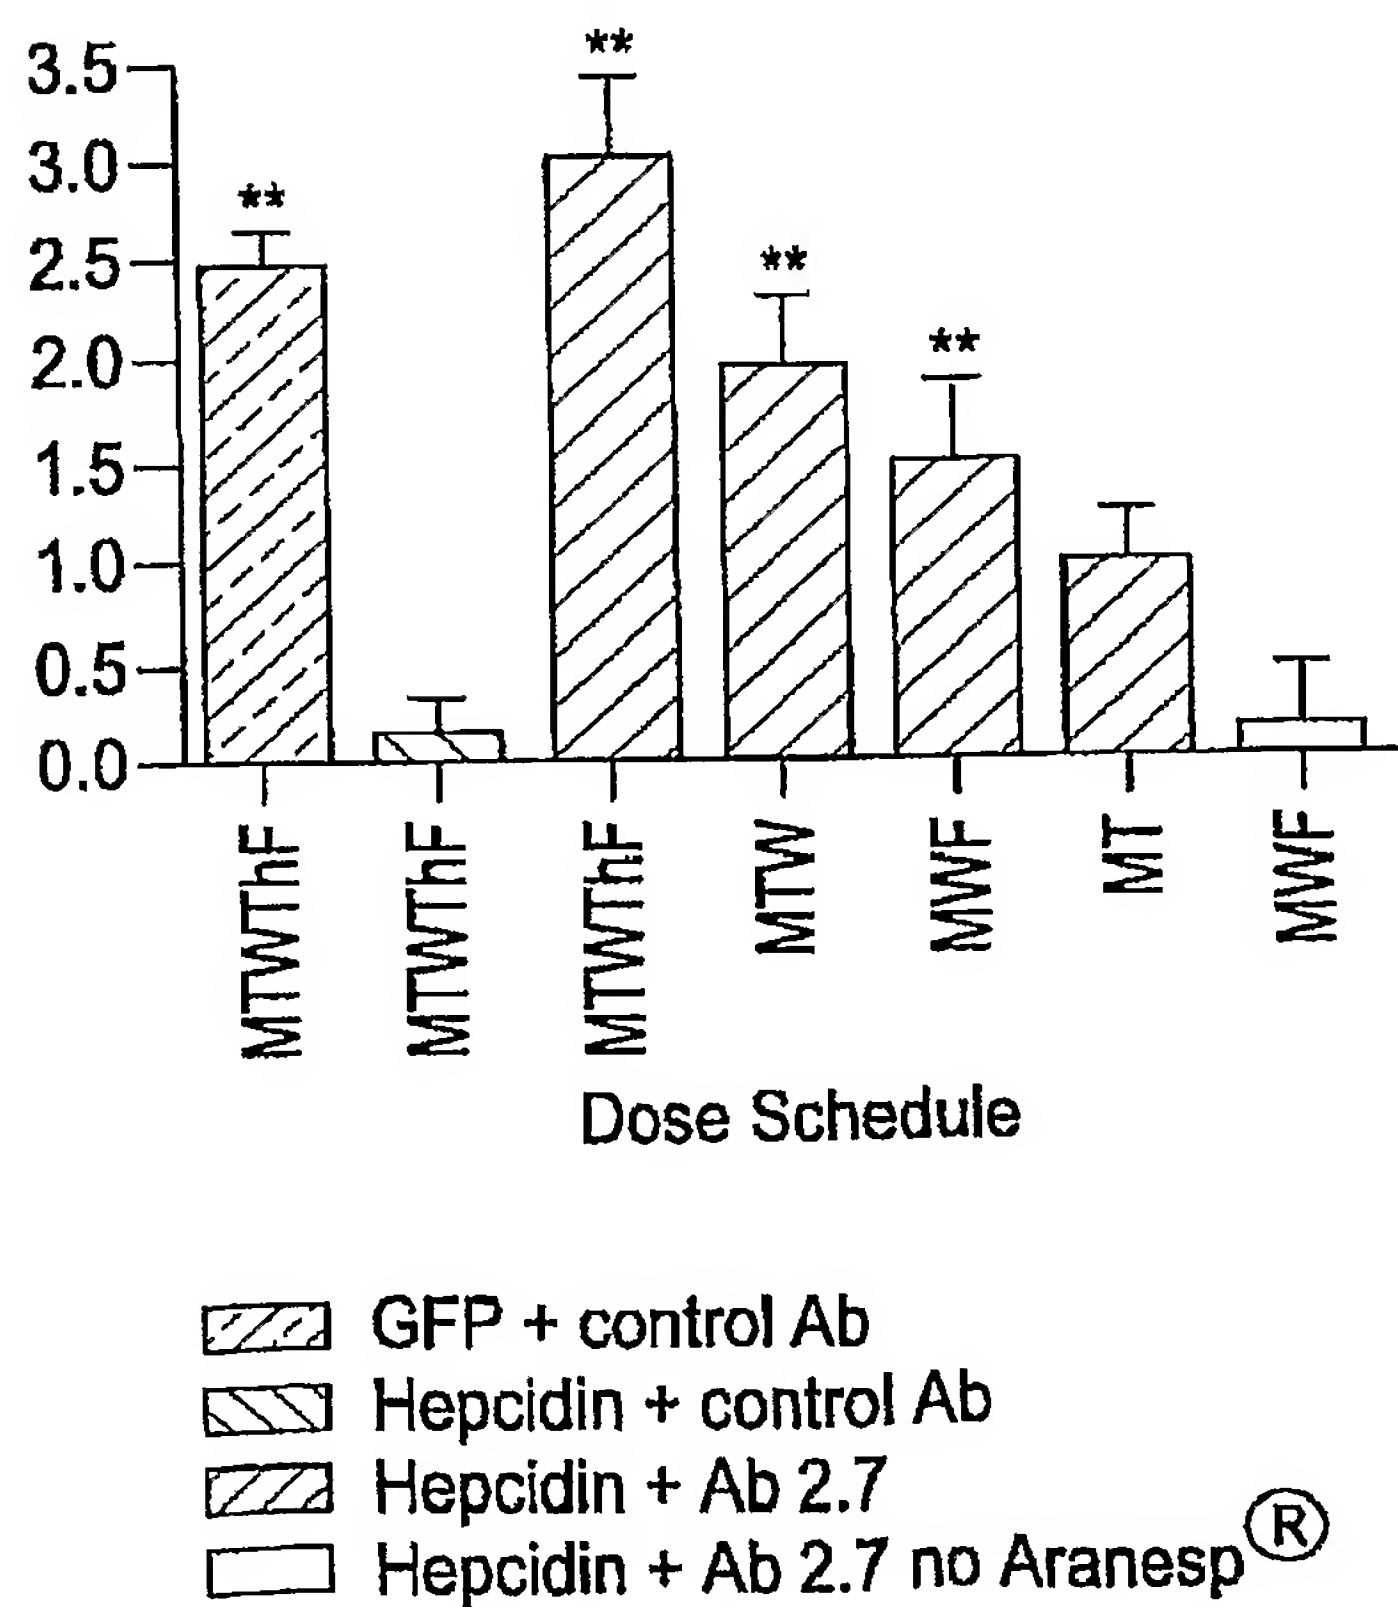 **
3.5
3.0
**
2.5
**
2.0
**
1.5
1.0
0.5
0.0
MTWThF
MTWThF
MTWThF
MTW
MWF
MT
MWF
Dose Schedule
GFP + control Ab
Hepcidin + control Ab
Hepcidin + Ab 2.7
Hepcidin + Ab 2.7 no Aranesp®